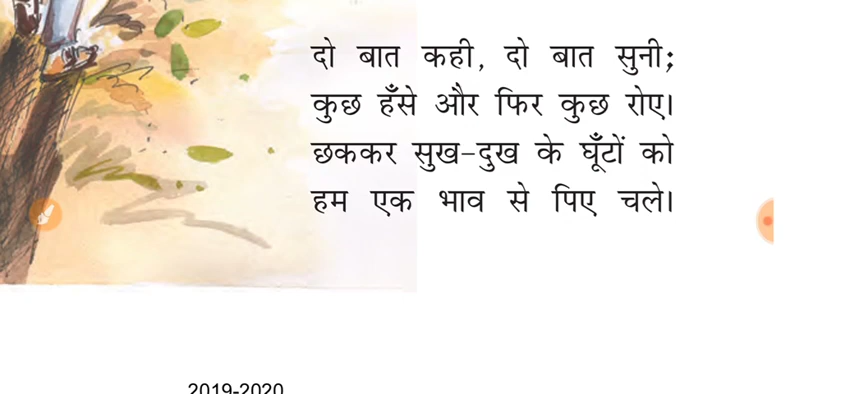 दो बात कही, दो बात सुनी;
कुछ हँसे और फिर कुछ रोए।
छककर सुख-दुख के घूँटों को
हम एक भाव से पिए चले।
2019-2020